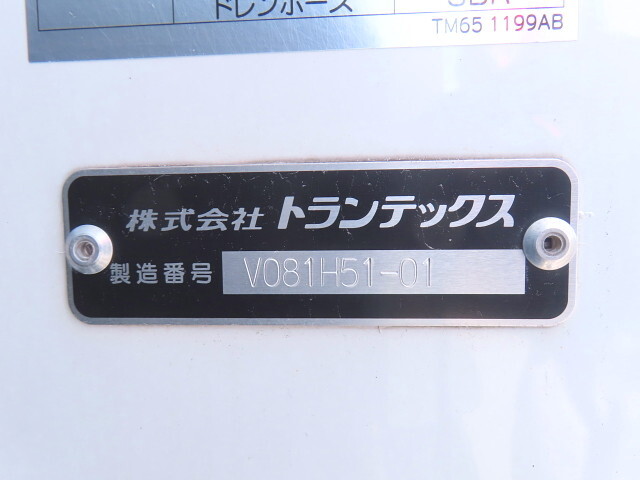 ドレンホース
TM65 1199AB
株式会社 トランテックス
製造番号 V081H51-01